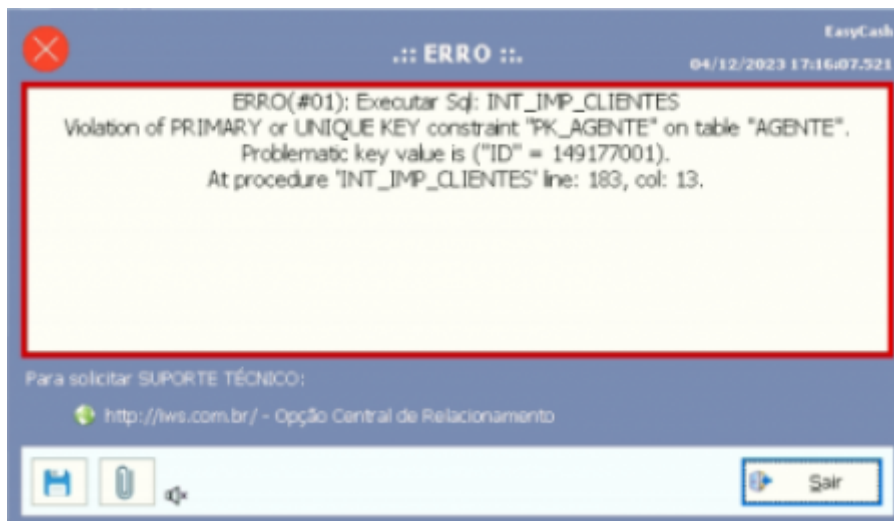 EasyCash
.:: ERRO ::.
04/12/2023 17:16:07.521
ERRO(#01): Executar Sql: INT_IMP_CLIENTES
Violation of PRIMARY or UNIQUE KEY constraint "PK_AGENTE" on table "AGENTE".
Problematic key value is ("ID" = 149177001).
At procedure 'INT_IMP_CLIENTES' line: 183, col: 13.
Para solicitar SUPORTE TÉCNICO:
http://iws.com.br/ - Opção Central de Relacionamento
Sair